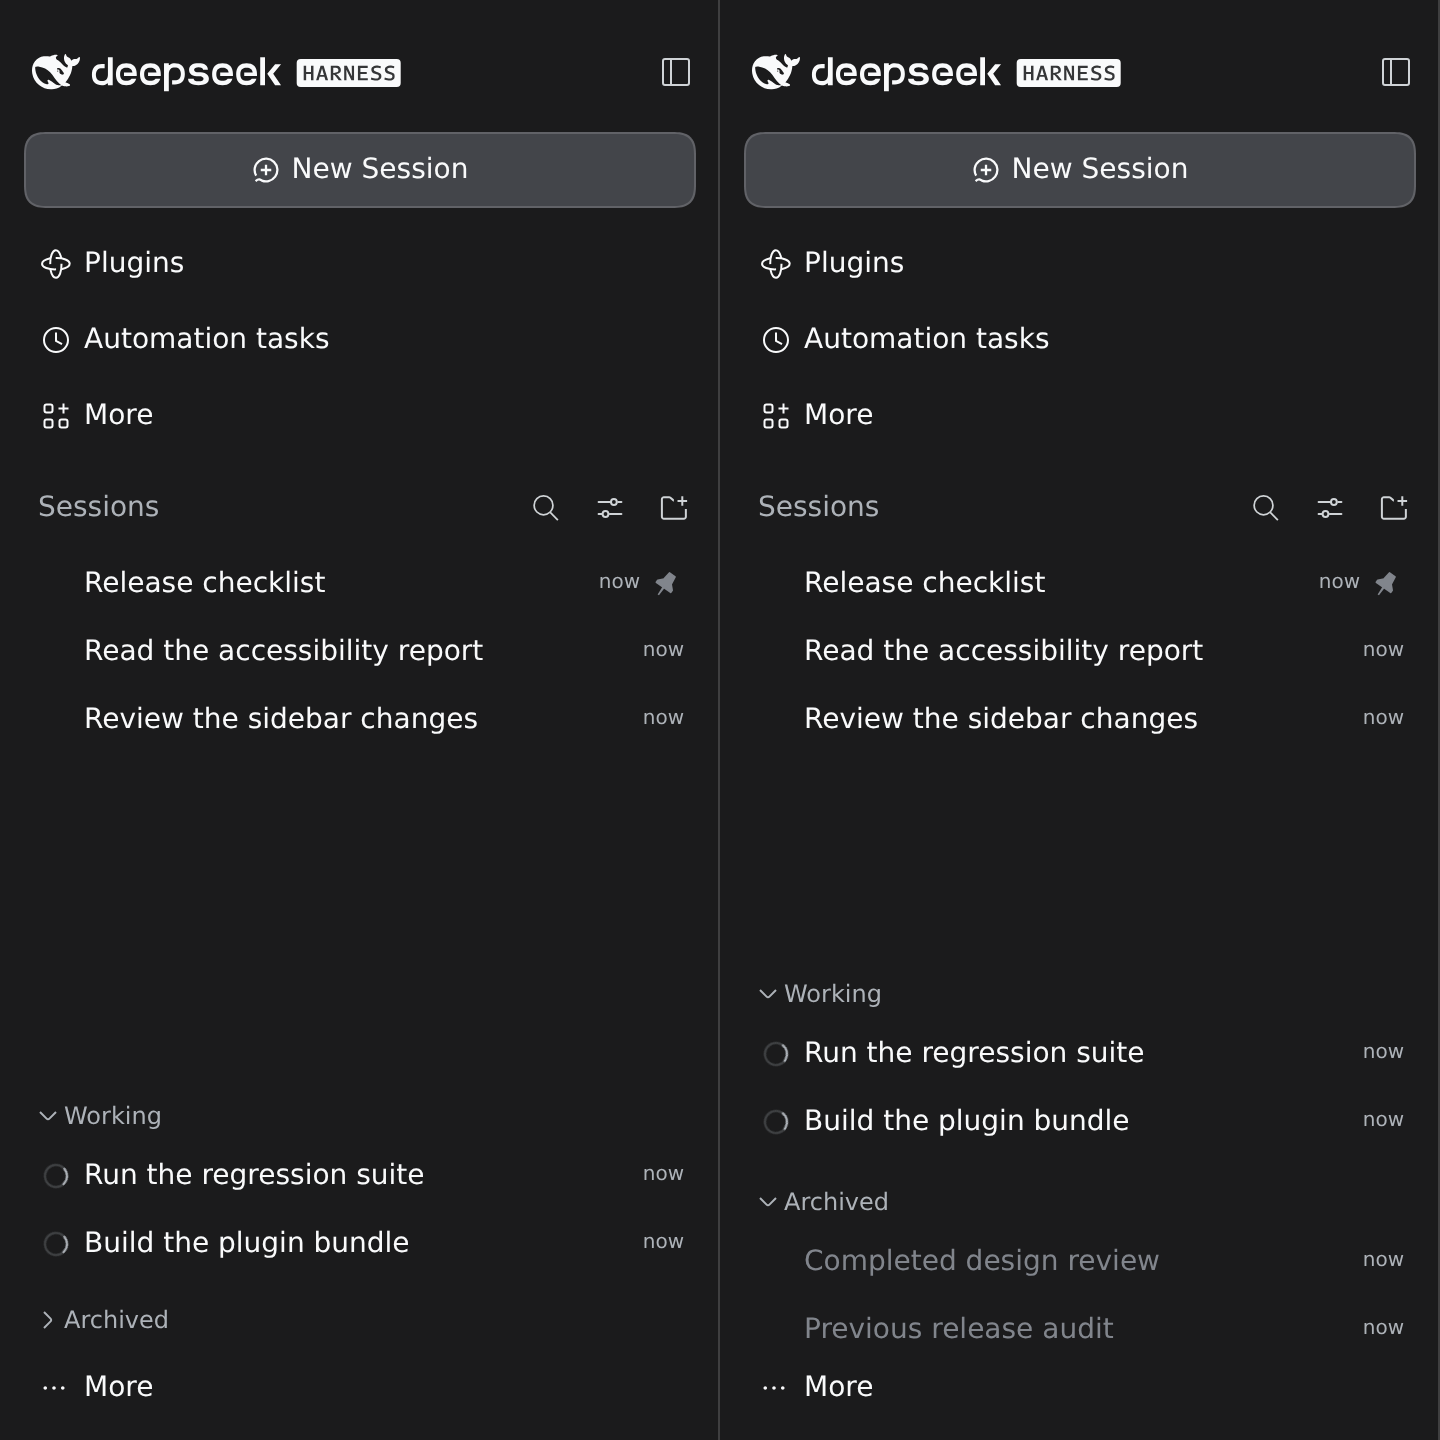 deepseek HARNESS
New Session
Plugins
Automation tasks
More
Sessions
Release checklist now
Read the accessibility report now
Review the sidebar changes now
Working
Run the regression suite now
Build the plugin bundle now
Archived
More
deepseek HARNESS
New Session
Plugins
Automation tasks
More
Sessions
Release checklist now
Read the accessibility report now
Review the sidebar changes now
Working
Run the regression suite now
Build the plugin bundle now
Archived
Completed design review now
Previous release audit now
More